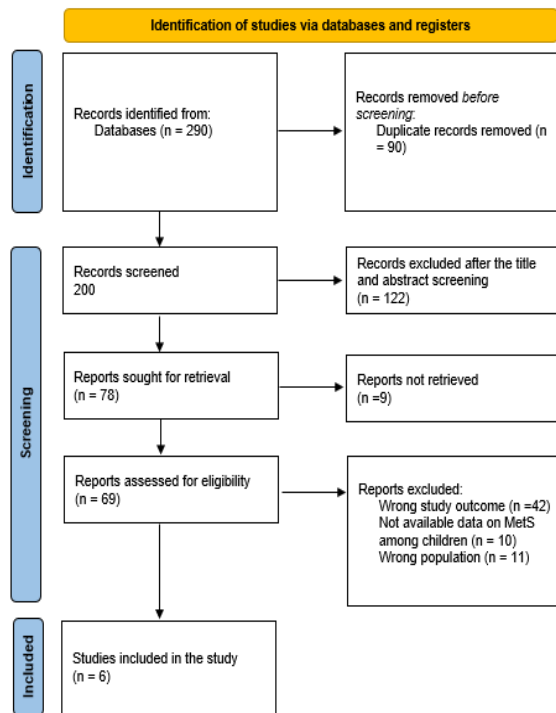 Identification of studies via databases and registers
Identification
Records identified from:
Databases (n = 290)
Records removed before
screening:
Duplicate records removed (n
= 90)
Screening
Records screened
200
Records excluded after the title
and abstract screening
(n = 122)
Reports sought for retrieval
(n = 78)
Reports not retrieved
(n =9)
Reports assessed for eligibility
(n = 69)
Reports excluded:
Wrong study outcome (n =42)
Not available data on MetS
among children (n = 10)
Wrong population (n = 11)
Included
Studies included in the study
(n = 6)